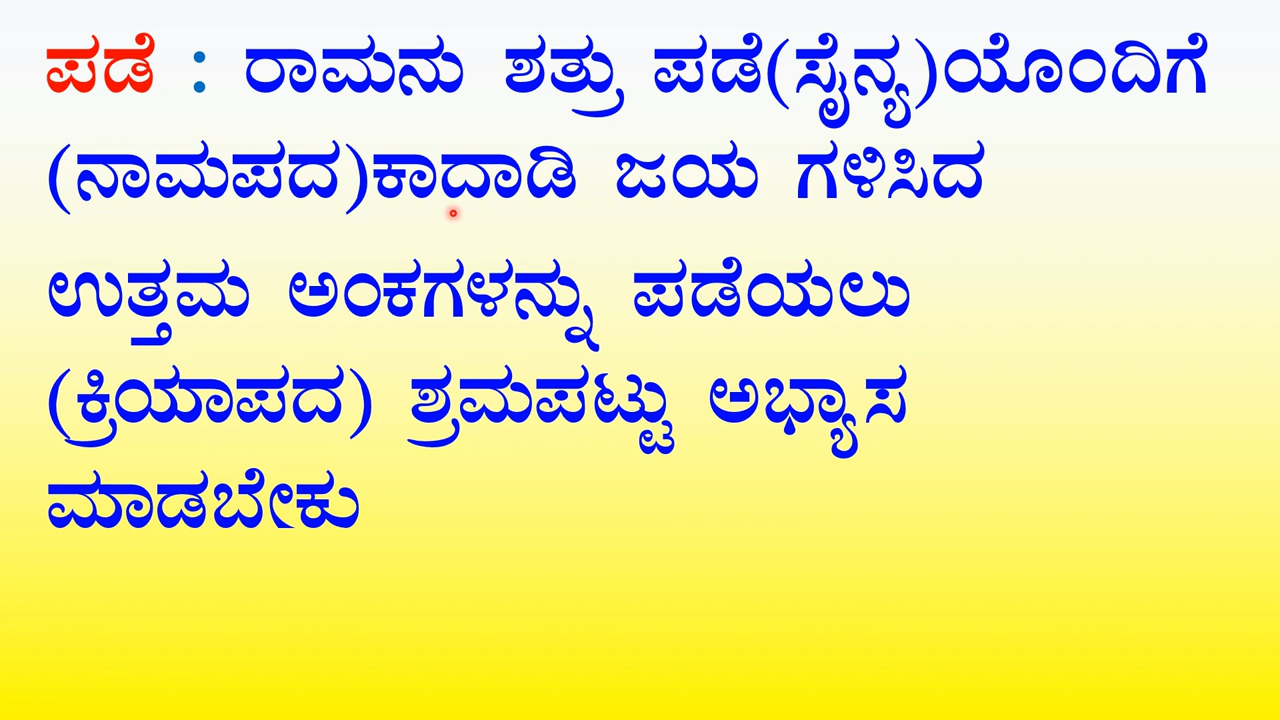 ಪಡೆ : ರಾಮನು ಶತ್ರು ಪಡೆ(ಸೈನ್ಯ)ಯೊಂದಿಗೆ
(ನಾಮಪದ)ಕಾದಾಡಿ ಜಯ ಗಳಿಸಿದ
ಉತ್ತಮ ಅಂಕಗಳನ್ನು ಪಡೆಯಲು
(ಕ್ರಿಯಾಪದ) ಶ್ರಮಪಟ್ಟು ಅಭ್ಯಾಸ
ಮಾಡಬೇಕು